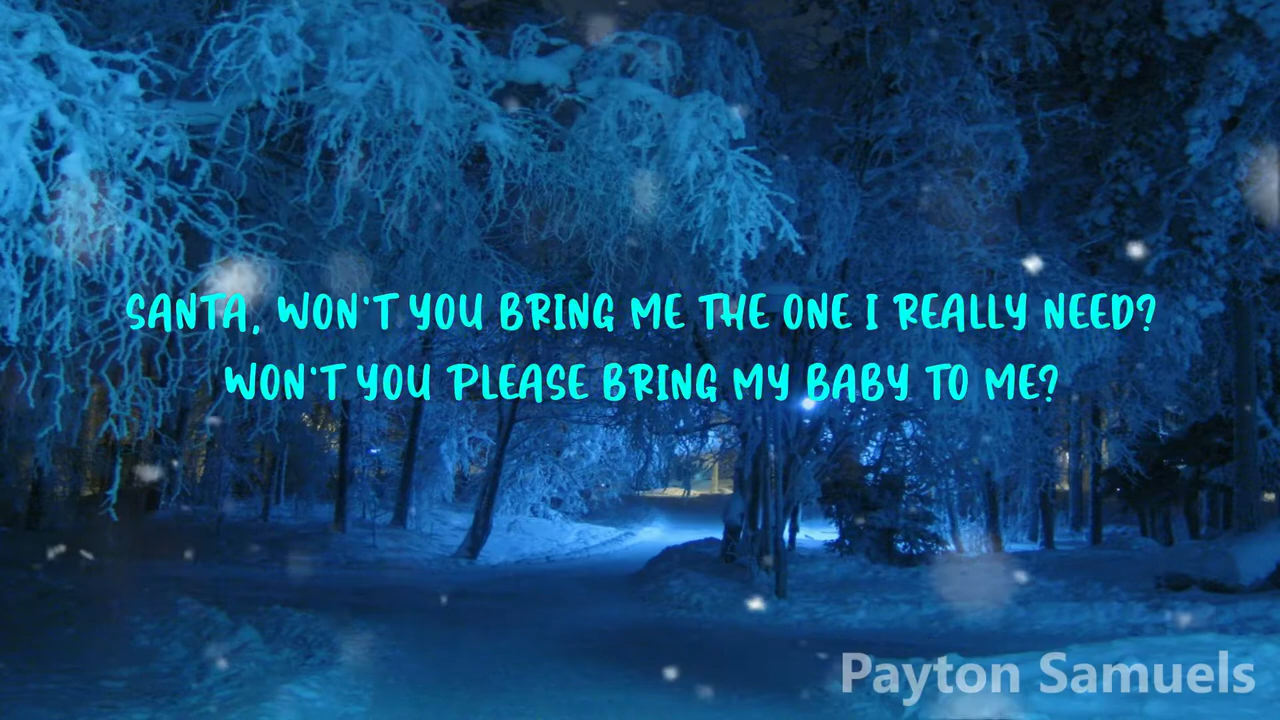 SANTA, WON'T YOU BRING ME THE ONE I REALLY NEED?
WON'T YOU PLEASE BRING MY BABY TO ME?
Payton Samuels